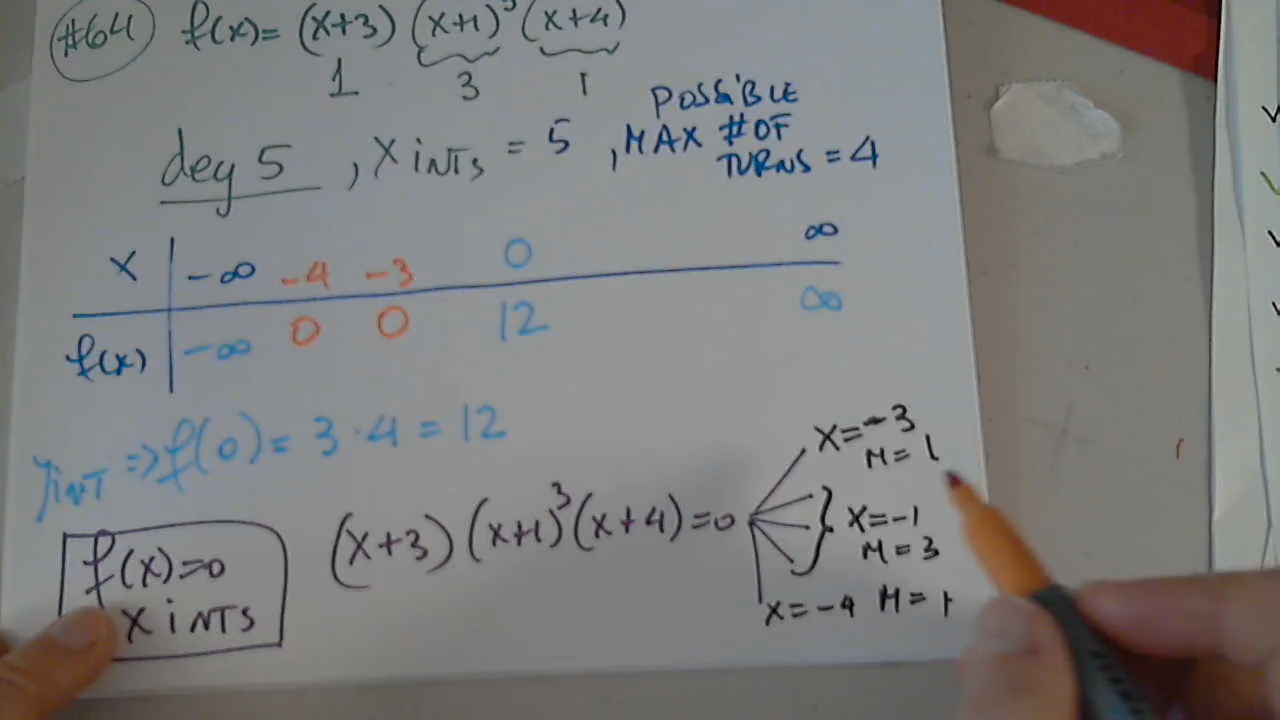 #64 f(x) = (x+3) (x+1)³ (x+4)
1 3 1
deg 5, X iNTS = 5, POSSiBLE MAX # OF TURNS = 4
X -∞ -4 -3 0 ∞
f(x) -∞ 0 0 12 ∞
y iNT => f(0) = 3·4 = 12
f(x)=0
X iNTS
(x+3) (x+1)³ (x+4) = 0
X = -3
M = 1
X = -1
M = 3
X = -4 M = 1